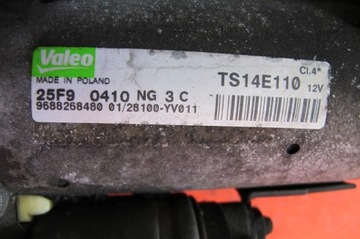 Valeo
MADE IN POLAND
25F9 0410 NG 3 C
9688268480 01/28100-YV011
Cl.4*
TS14E110
12V